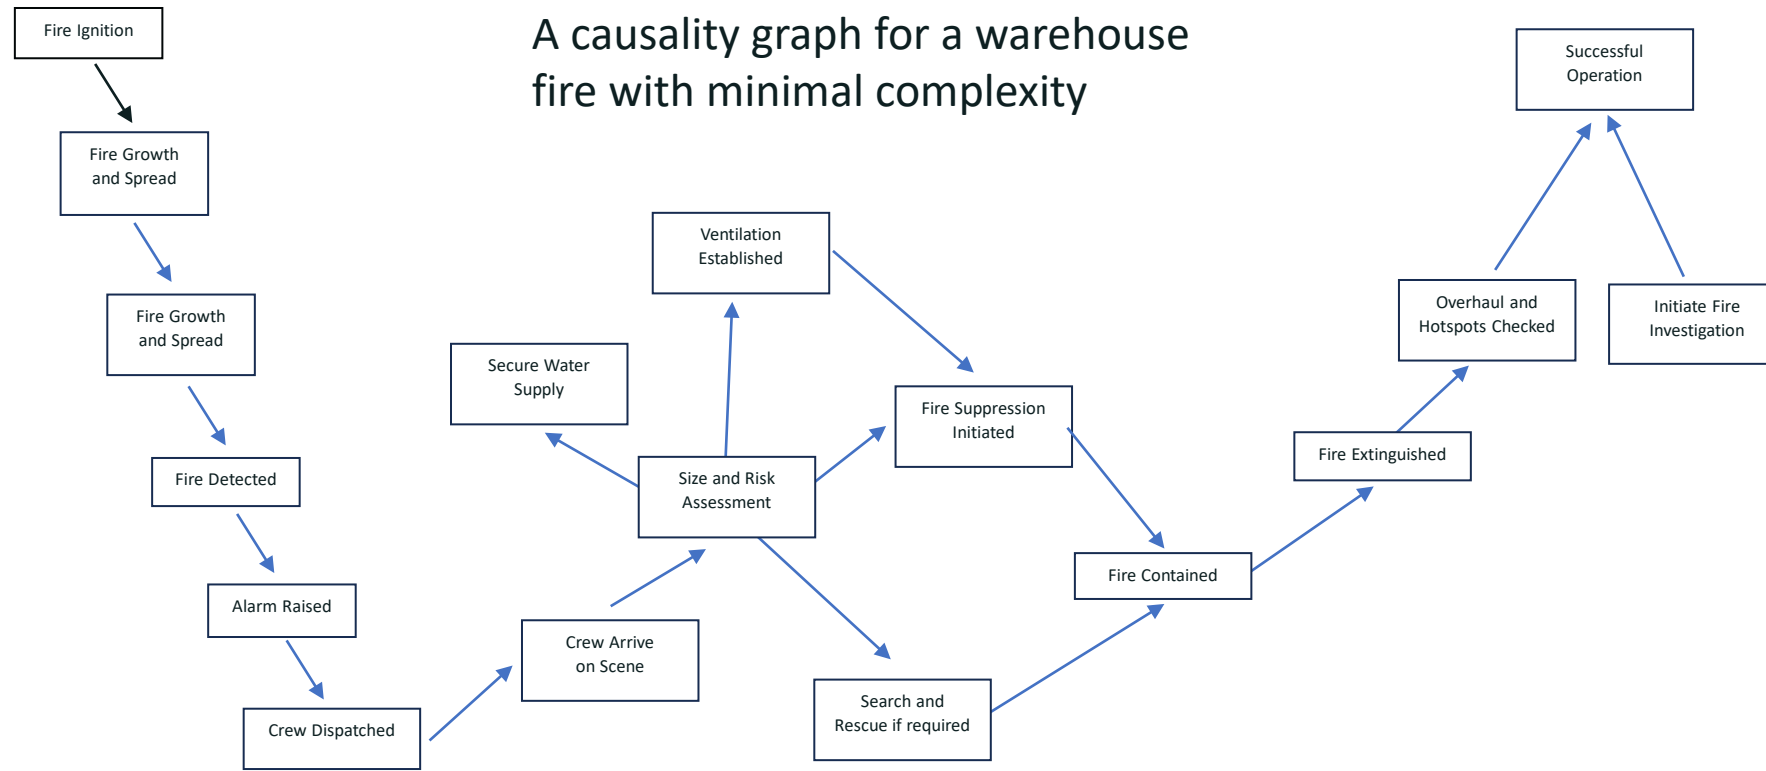 A causality graph for a warehouse
fire with minimal complexity
Fire Ignition
Fire Growth
and Spread
Fire Growth
and Spread
Fire Detected
Alarm Raised
Crew Dispatched
Crew Arrive
on Scene
Size and Risk
Assessment
Secure Water
Supply
Ventilation
Established
Fire Suppression
Initiated
Search and
Rescue if required
Fire Contained
Fire Extinguished
Overhaul and
Hotspots Checked
Initiate Fire
Investigation
Successful
Operation